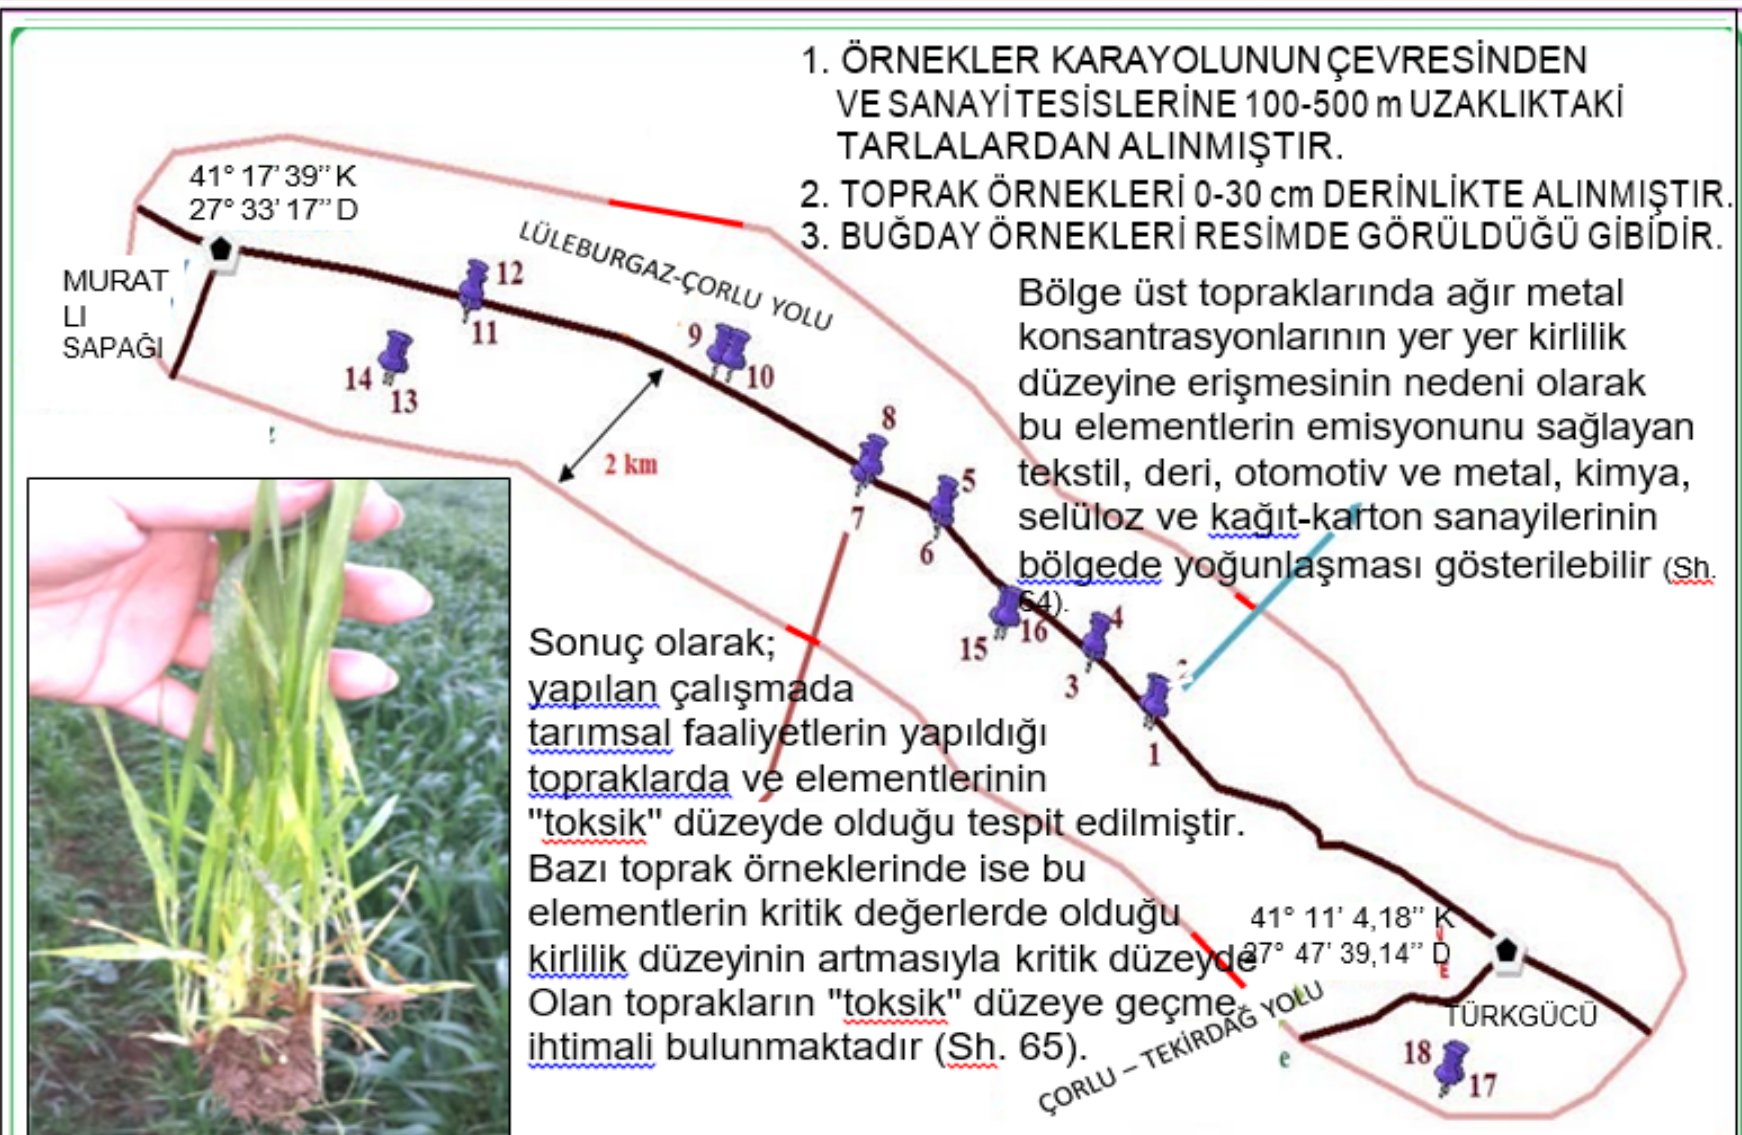 1. ÖRNEKLER KARAYOLUNUN ÇEVRESİNDEN
VE SANAYİ TESİSLERİNE 100-500 m UZAKLIKTAKİ
TARLALARDAN ALINMIŞTIR.
2. TOPRAK ÖRNEKLERİ 0-30 cm DERİNLİKTE ALINMIŞTIR.
3. BUĞDAY ÖRNEKLERİ RESİMDE GÖRÜLDÜĞÜ GİBİDİR.
41° 17' 39'' K
27° 33' 17'' D
MURAT
LI
SAPAĞI
LÜLEBURGAZ-ÇORLU YOLU
12
11
14
13
9
10
2 km
8
7
5
6
15
16
4
3
1
Bölge üst topraklarında ağır metal
konsantrasyonlarının yer yer kirlilik
düzeyine erişmesinin nedeni olarak
bu elementlerin emisyonunu sağlayan
tekstil, deri, otomotiv ve metal, kimya,
selüloz ve kağıt-karton sanayilerinin
bölgede yoğunlaşması gösterilebilir (Sh.
64).
Sonuç olarak;
yapılan çalışmada
tarımsal faaliyetlerin yapıldığı
topraklarda ve elementlerinin
"toksik" düzeyde olduğu tespit edilmiştir.
Bazı toprak örneklerinde ise bu
elementlerin kritik değerlerde olduğu
kirlilik düzeyinin artmasıyla kritik düzeyde
Olan toprakların "toksik" düzeye geçme
ihtimali bulunmaktadır (Sh. 65).
41° 11' 4,18'' K
27° 47' 39,14'' D
TÜRKGÜCÜ
ÇORLU – TEKİRDAĞ YOLU
e
18
17